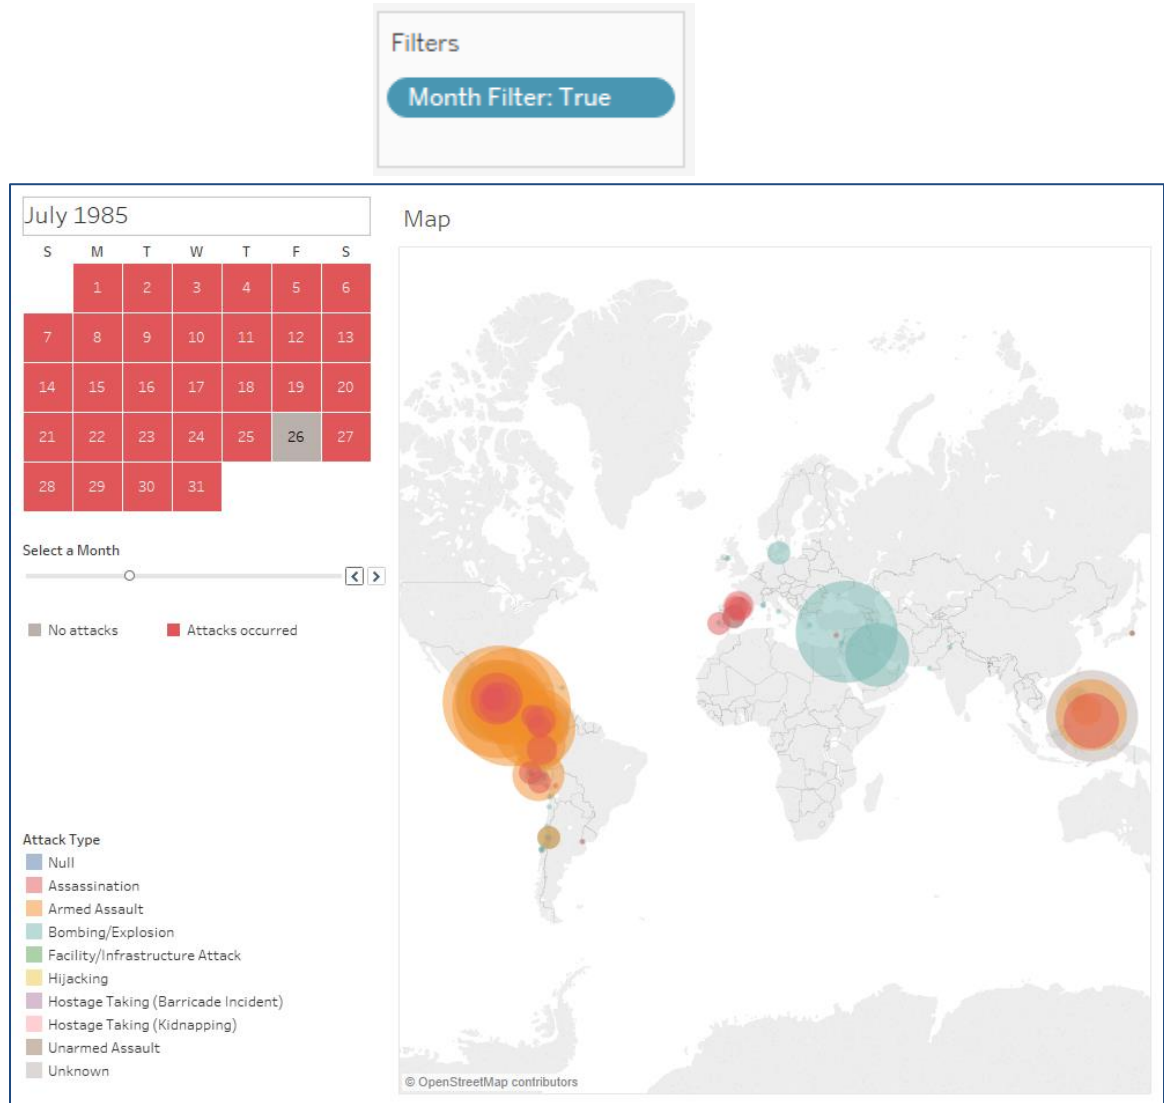 Filters
Month Filter: True
July 1985
S M T W T F S
1 2 3 4 5 6
7 8 9 10 11 12 13
14 15 16 17 18 19 20
21 22 23 24 25 26 27
28 29 30 31
Select a Month
No attacks Attacks occurred
Attack Type
Null
Assassination
Armed Assault
Bombing/Explosion
Facility/Infrastructure Attack
Hijacking
Hostage Taking (Barricade Incident)
Hostage Taking (Kidnapping)
Unarmed Assault
Unknown
Map
© OpenStreetMap contributors